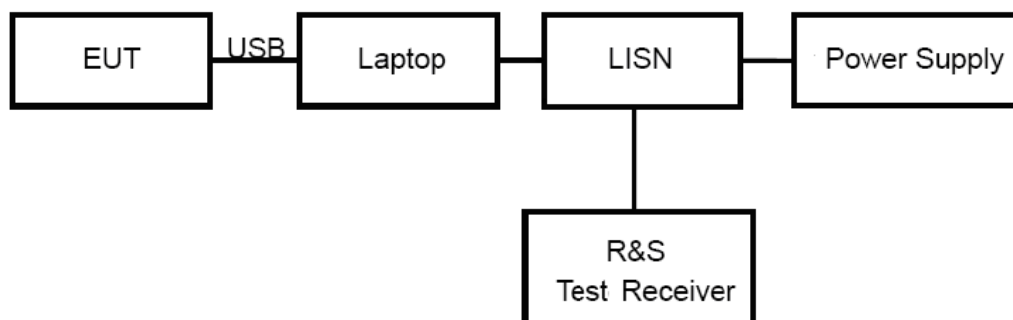 EUT
USB
Laptop
LISN
Power Supply
R&S
Test Receiver